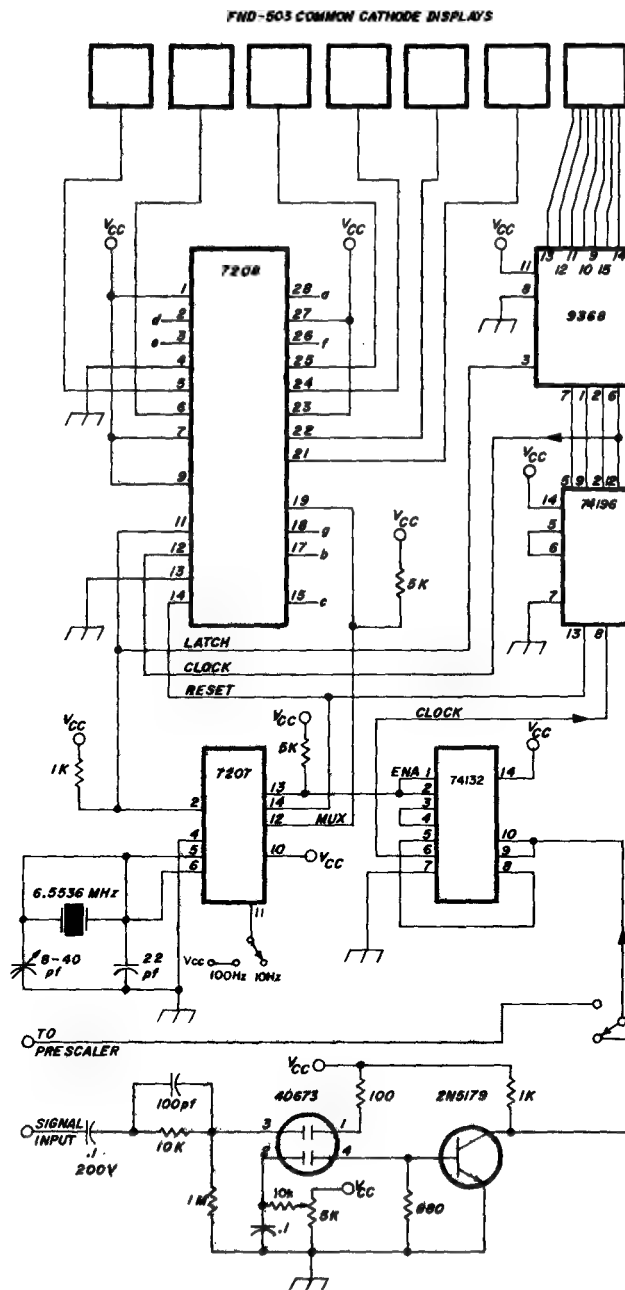 FND-503 COMMON CATHODE DISPLAYS
VCC
VCC
VCC
13 12 11 10 9 15 14
7208
11
8
9368
3
7 1 2 6
1
d 2
e 3
4
5
6
7
9
11
12
13
14
28 a
27
26 f
25
24
23
22
21
19
18 g
17 b
15 c
VCC
5K
VCC
5 9 2 12
14
74196
5
6
7
13 8
LATCH
CLOCK
RESET
CLOCK
VCC
1K
VCC
5K
VCC
7207
2
4
5
6
13
14
12 MUX
10
VCC
11
ENA 1
2
3
4
5
6
7
74132
14
10
9
8
6.5536 MHz
8-40 pf
22 pf
VCC
100Hz
10Hz
TO PRESCALER
VCC
40673
100
2N5179
1K
100pf
SIGNAL INPUT
.1
200V
10K
3
1
2
4
1M
10k
VCC
5K
.1
680